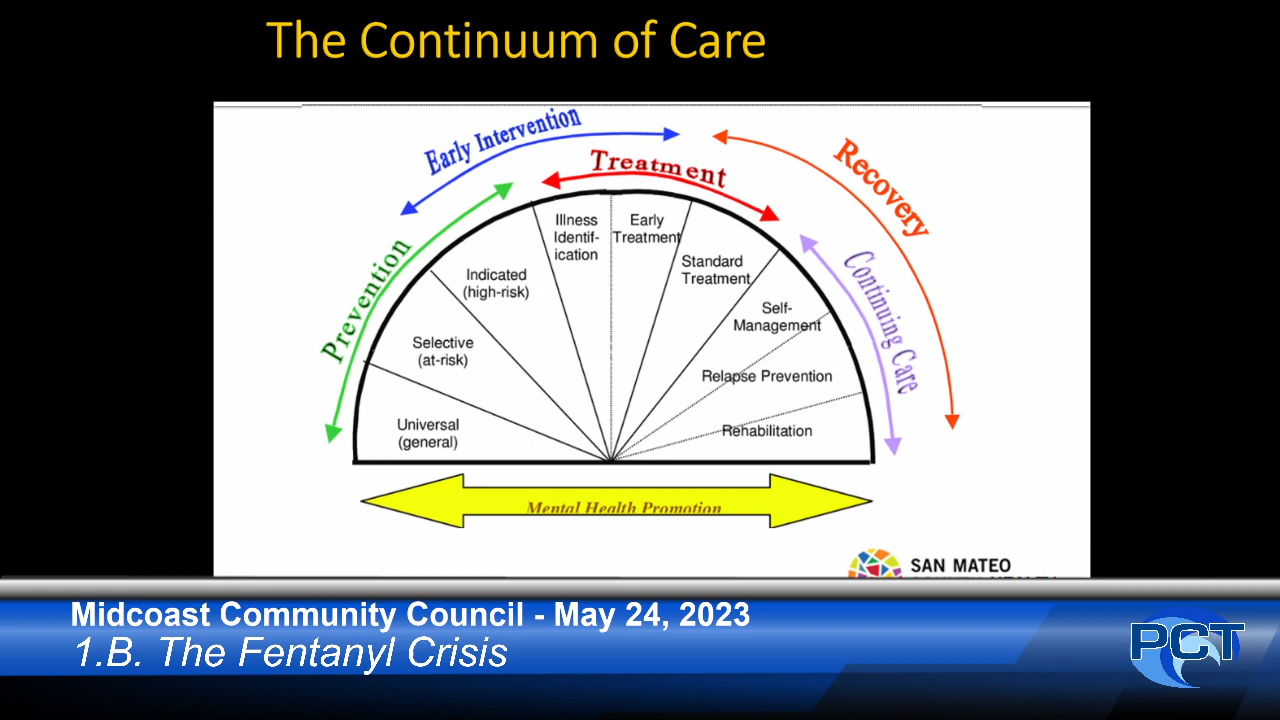 The Continuum of Care
Early Intervention
Treatment
Recovery
Prevention
Continuing Care
Illness
Identif-
ication
Early
Treatment
Indicated
(high-risk)
Standard
Treatment
Selective
(at-risk)
Self-
Management
Relapse Prevention
Universal
(general)
Rehabilitation
Mental Health Promotion
SAN MATEO
Midcoast Community Council - May 24, 2023
1.B. The Fentanyl Crisis
PCT